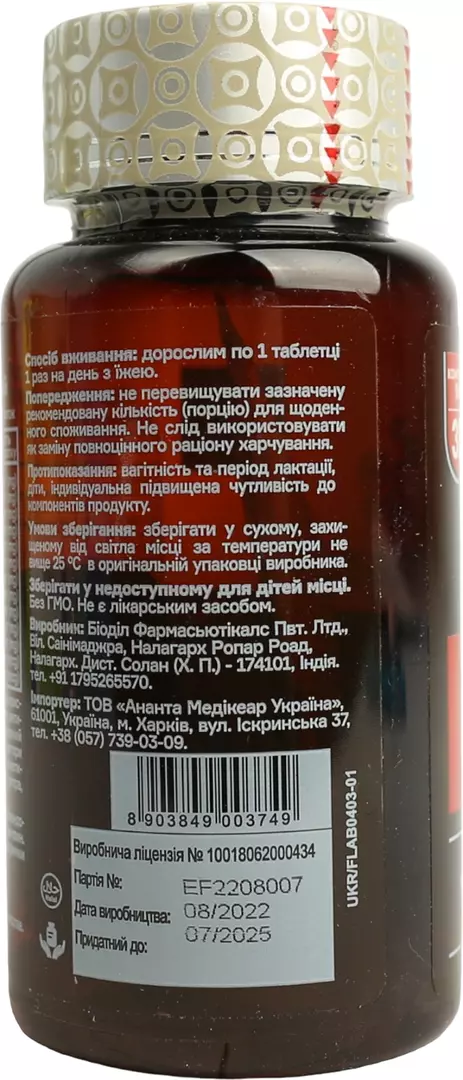 Спосіб вживання: дорослим по 1 таблетці
1 раз на день з їжею.
Попередження: не перевищувати зазначену
рекомендовану кількість (порцію) для щоден-
ного споживання. Не слід використовувати
як заміну повноцінного раціону харчування.
Протипоказання: вагітність та період лактації,
діти, індивідуальна підвищена чутливість до
компонентів продукту.
Умови зберігання: зберігати у сухому, захи-
щеному від світла місці за температури не
вище 25 °C в оригінальній упаковці виробника.
Зберігати у недоступному для дітей місці.
Без ГМО. Не є лікарським засобом.
Виробник: Біоділ Фармасьютікалс Пвт. Лтд.,
Віл. Саінімаджра, Налагарх Ропар Роад,
Налагарх. Дист. Солан (Х. П.) - 174101, Індія.
тел. +91 1795265570.
Імпортер: ТОВ «Ананта Медікеар Україна»,
61001, Україна, м. Харків, вул. Іскринська 37,
тел. +38 (057) 739-03-09.
8 903849 003749
Виробнича ліцензія № 10018062000434
Партія №: EF2208007
Дата виробництва: 08/2022
Придатний до: 07/2025
UKR/FLAB0403-01